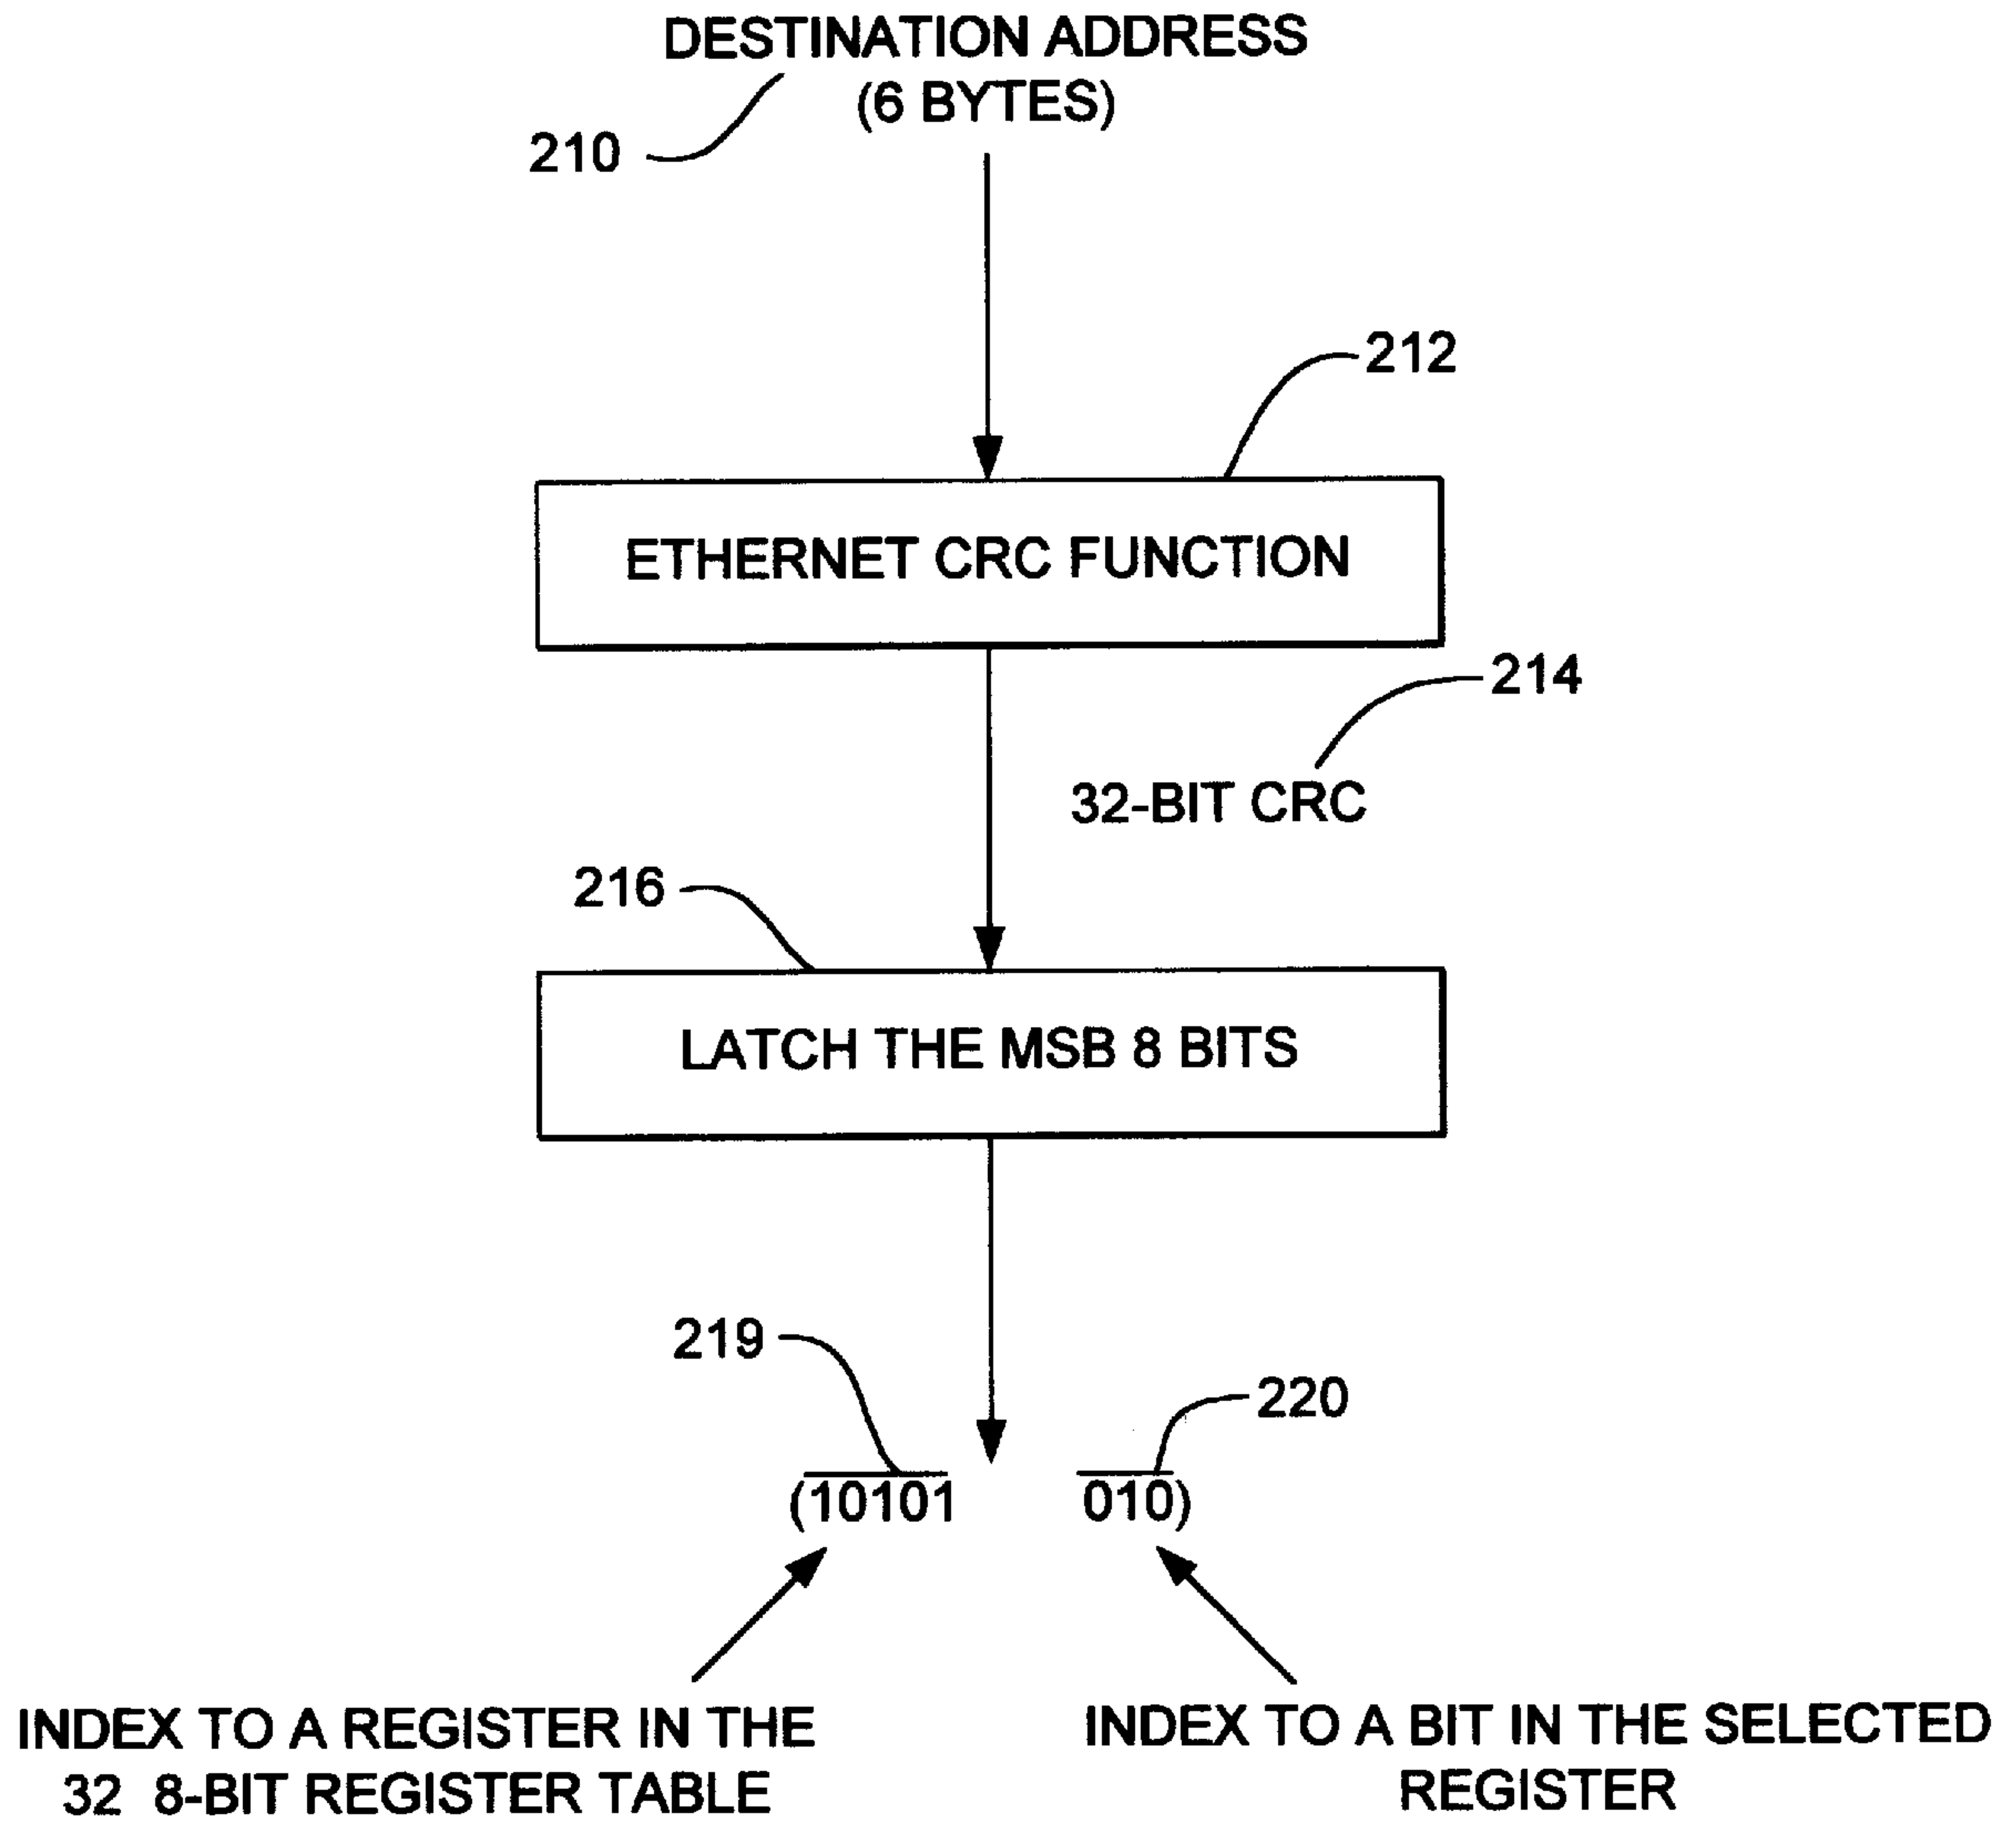 DESTINATION ADDRESS
(6 BYTES)
210
212
ETHERNET CRC FUNCTION
214
32-BIT CRC
216
LATCH THE MSB 8 BITS
219
220
(10101 010)
INDEX TO A REGISTER IN THE
32 8-BIT REGISTER TABLE
INDEX TO A BIT IN THE SELECTED
REGISTER